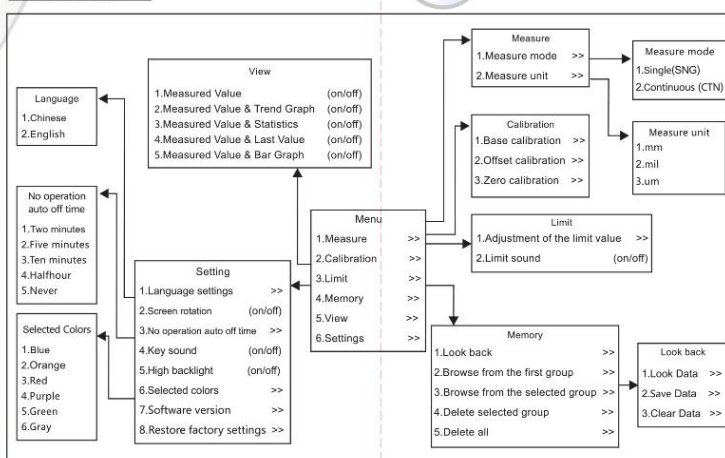 View
1.Measured Value (on/off)
2.Measured Value & Trend Graph (on/off)
3.Measured Value & Statistics (on/off)
4.Measured Value & Last Value (on/off)
5.Measured Value & Bar Graph (on/off)
Language
1.Chinese
2.English
No operation
auto off time
1.Two minutes
2.Five minutes
3.Ten minutes
4.Halfhour
5.Never
Selected Colors
1.Blue
2.Orange
3.Red
4.Purple
5.Green
6.Gray
Setting
1.Language settings >>
2.Screen rotation (on/off)
3.No operation auto off time >>
4.Key sound (on/off)
5.High backlight (on/off)
6.Selected colors >>
7.Software version >>
8.Restore factory settings >>
Menu
1.Measure >>
2.Calibration >>
3.Limit >>
4.Memory >>
5.View >>
6.Settings >>
Measure
1.Measure mode >>
2.Measure unit >>
Measure mode
1.Single(SNG)
2.Continuous (CTN)
Measure unit
1.mm
2.mil
3.um
Calibration
1.Base calibration >>
2.Offset calibration >>
3.Zero calibration >>
Limit
1.Adjustment of the limit value >>
2.Limit sound (on/off)
Memory
1.Look back >>
2.Browse from the first group >>
3.Browse from the selected group >>
4.Delete selected group >>
5.Delete all >>
Look back
1.Look Data >>
2.Save Data >>
3.Clear Data >>